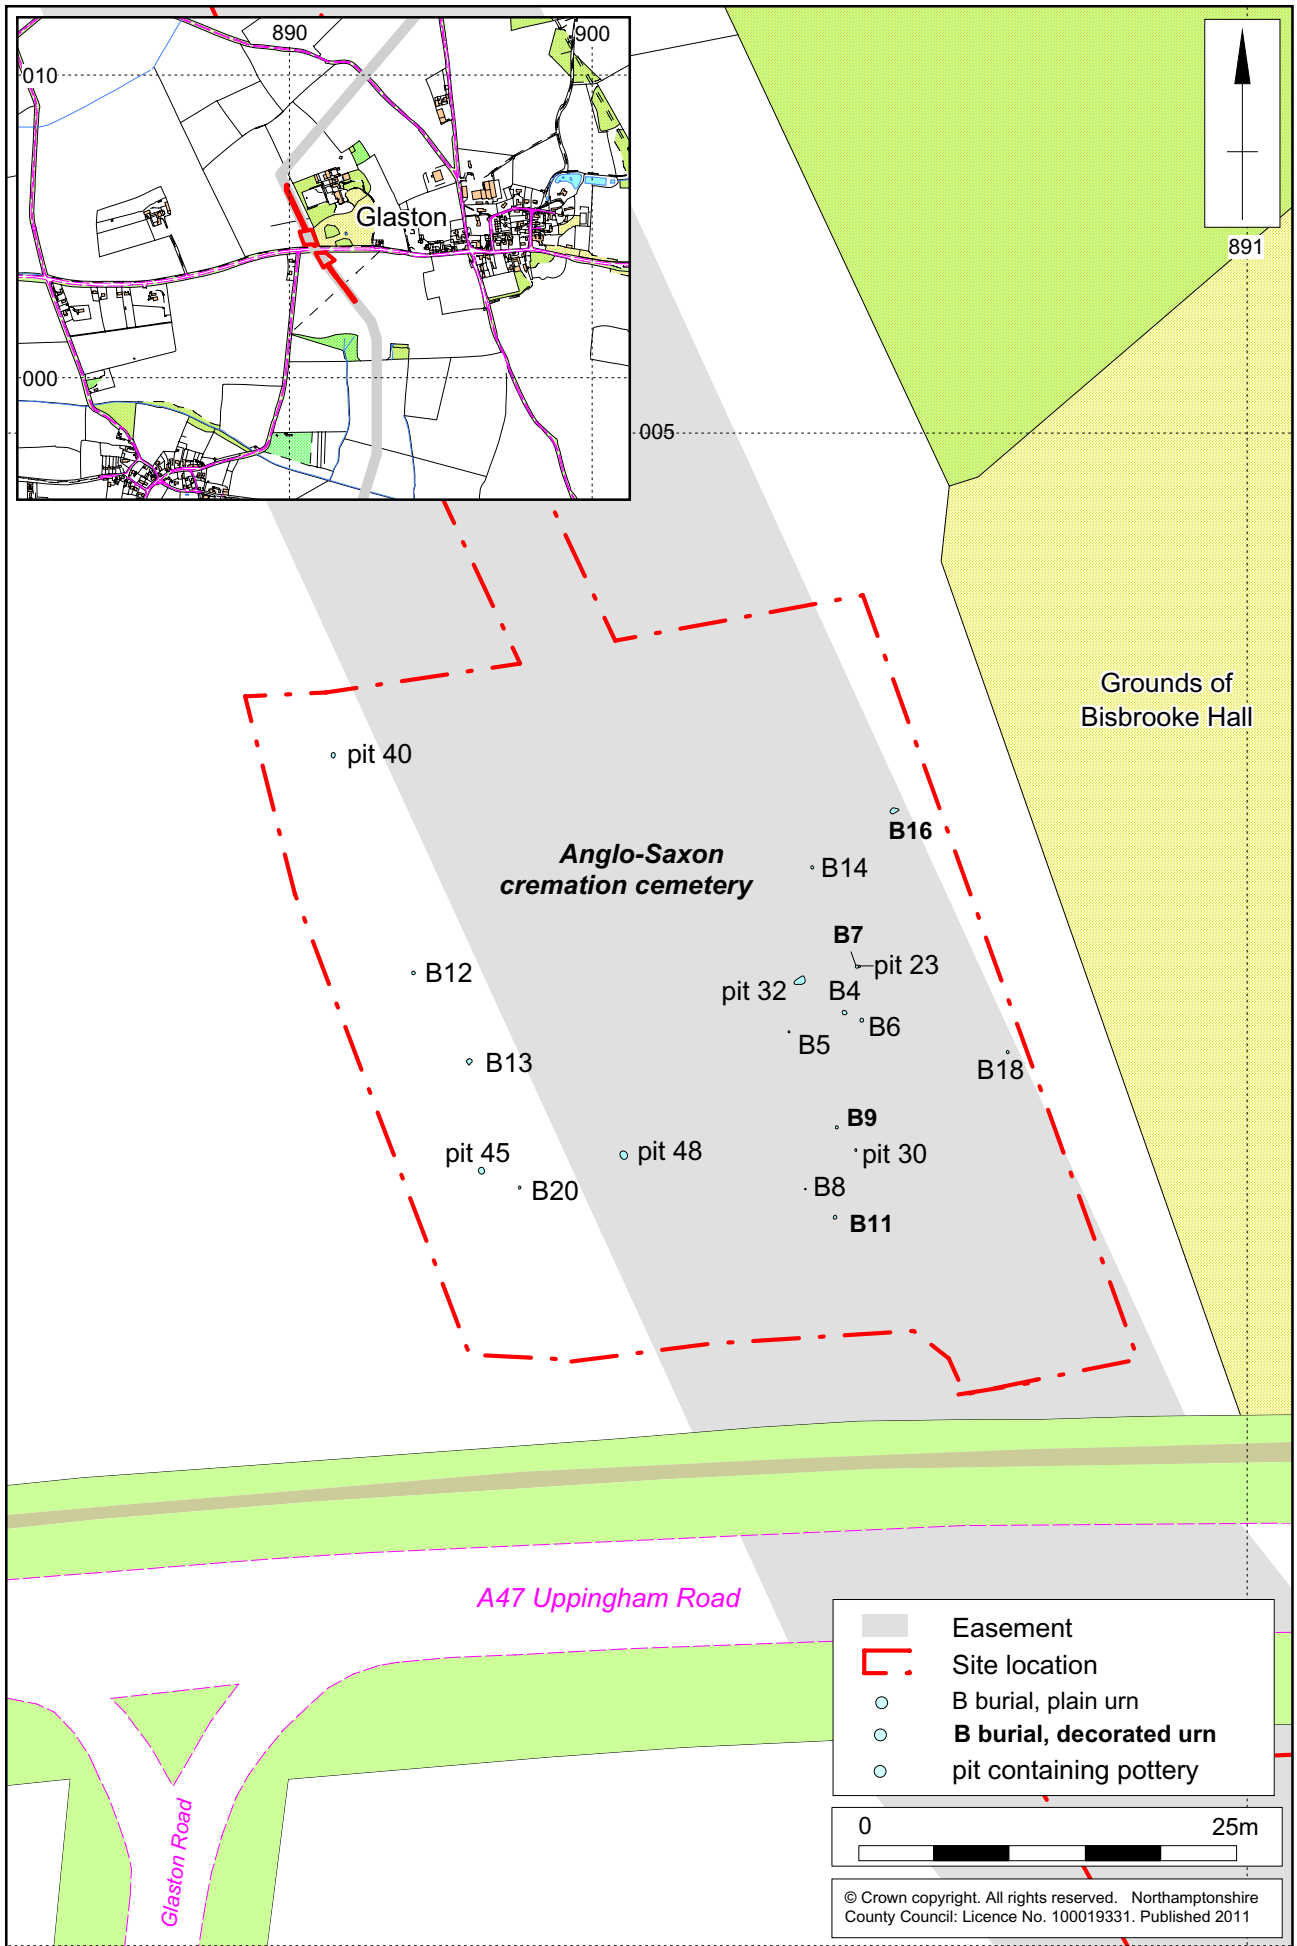 890
900
010
Glaston
000
891
005
Grounds of
Bisbrooke Hall
pit 40
B16
Anglo-Saxon
cremation cemetery
B14
B7
pit 23
B12
pit 32
B4
B6
B5
B13
B18
B9
pit 45
pit 48
pit 30
B20
B8
B11
A47 Uppingham Road
Glaston Road
Easement
Site location
B burial, plain urn
B burial, decorated urn
pit containing pottery
0 25m
© Crown copyright. All rights reserved. Northamptonshire
County Council: Licence No. 100019331. Published 2011